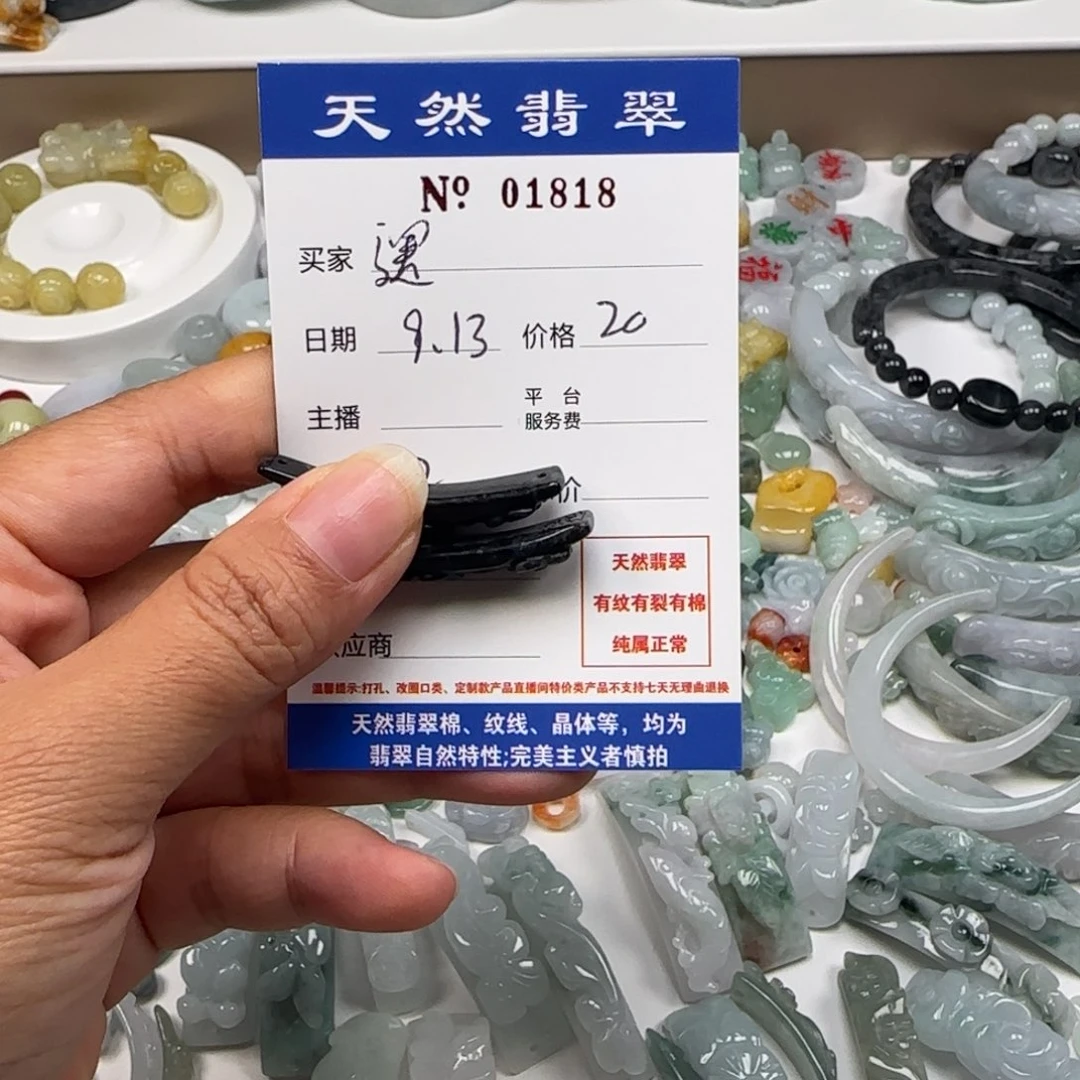 天然翡翠
Nº 01818
买家
日期 9.13 价格 20
主播 平台
服务费
价
天然翡翠
有纹有裂有棉
纯属正常
应商
温馨提示:打孔、改圈口类、定制款产品直播间特价类产品不支持七天无理由退换
天然翡翠棉、纹线、晶体等，均为
翡翠自然特性;完美主义者慎拍
福